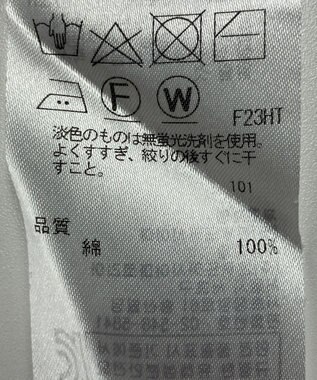 F
W
F23HT
淡色のものは無蛍光洗剤を使用。
よくすすぎ、絞りの後すぐに干
すこと。
101
品質
綿 100%